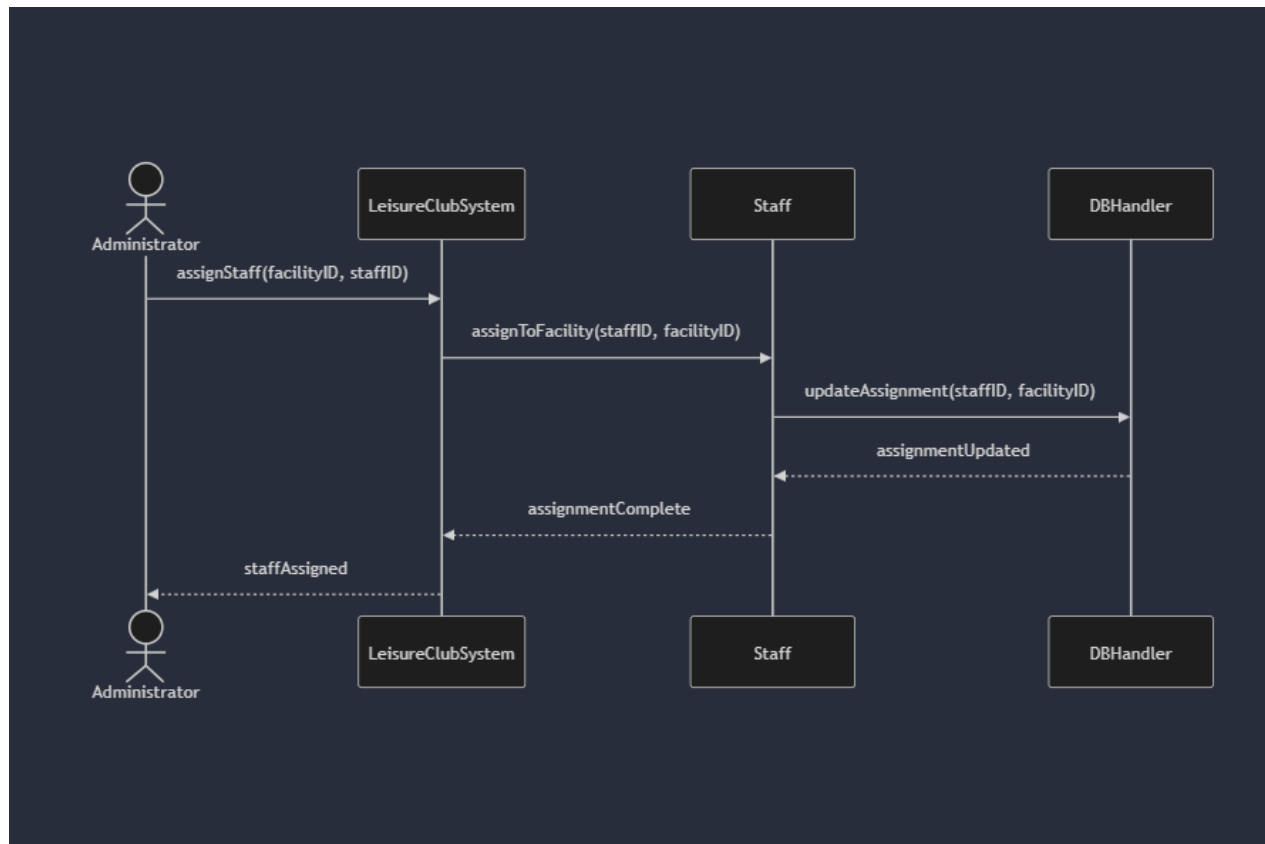 LeisureClubSystem
Staff
DBHandler
Administrator
assignStaff(facilityID, staffID)
assignToFacility(staffID, facilityID)
updateAssignment(staffID, facilityID)
assignmentUpdated
assignmentComplete
staffAssigned
LeisureClubSystem
Staff
DBHandler
Administrator